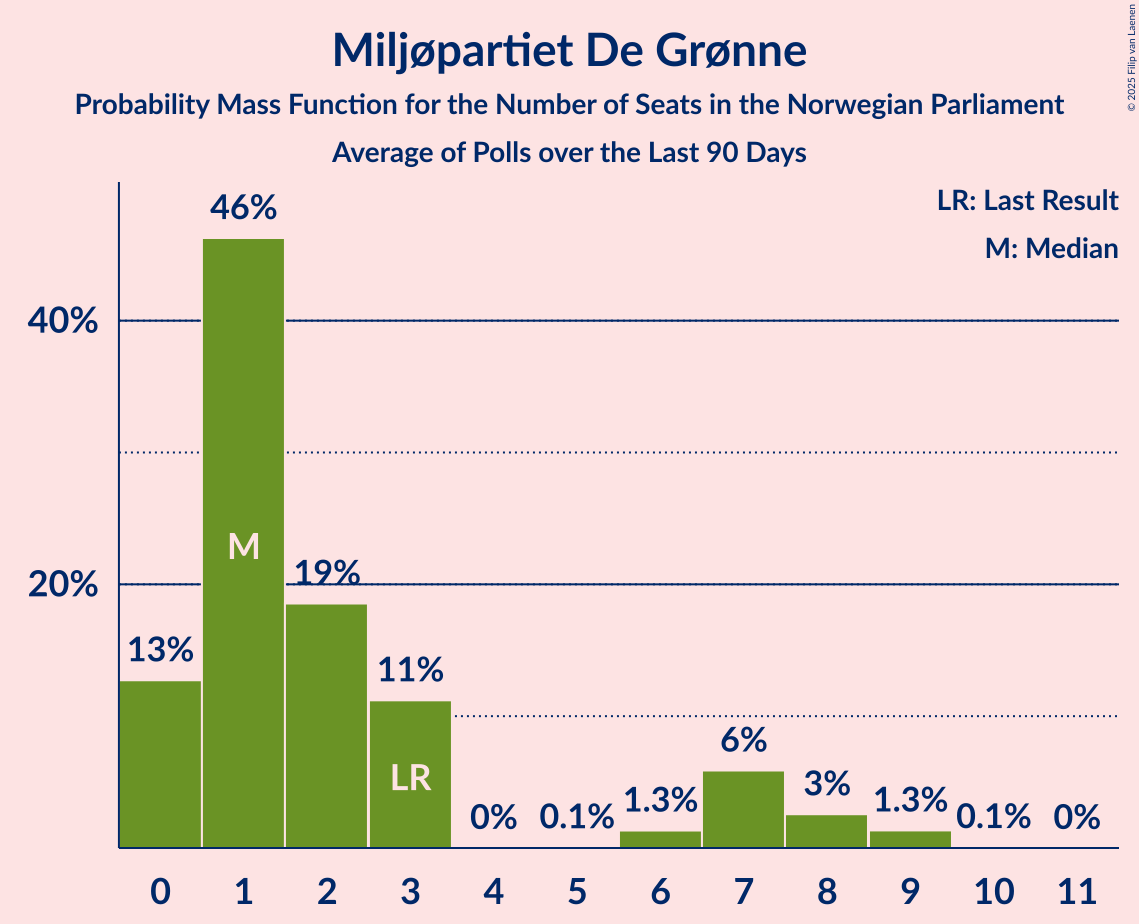 Miljøpartiet De Grønne
Probability Mass Function for the Number of Seats in the Norwegian Parliament
Average of Polls over the Last 90 Days
© 2025 Filip van Laenen
LR: Last Result
M: Median
40%
20%
13%
46%
19%
11%
0%
0.1%
1.3%
6%
3%
1.3%
0.1%
0%
M
LR
0 1 2 3 4 5 6 7 8 9 10 11